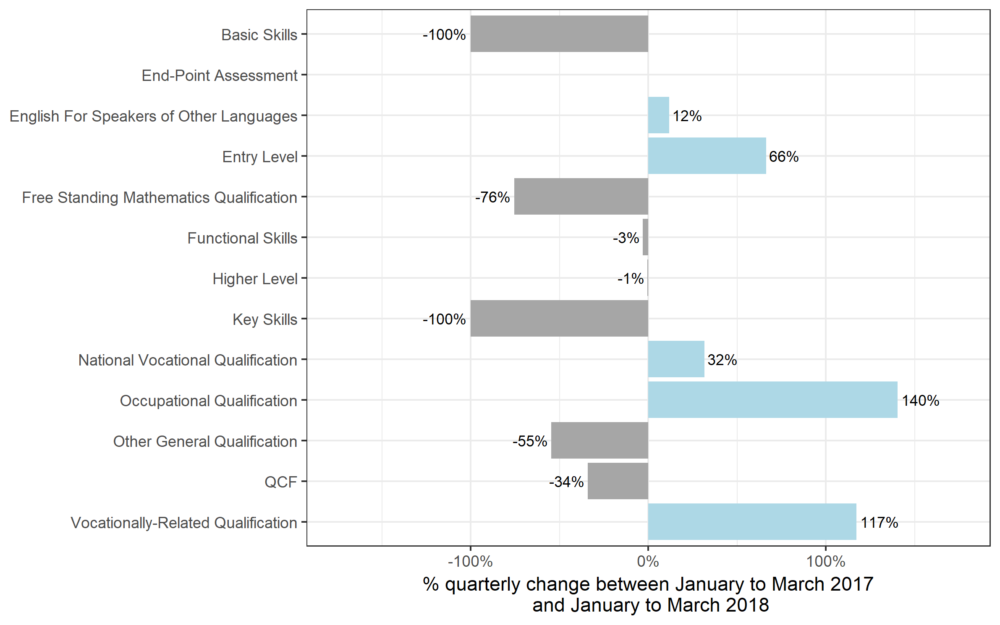 Basic Skills
-100%
End-Point Assessment
English For Speakers of Other Languages
12%
Entry Level
66%
Free Standing Mathematics Qualification
-76%
Functional Skills
-3%
Higher Level
-1%
Key Skills
-100%
National Vocational Qualification
32%
Occupational Qualification
140%
Other General Qualification
-55%
QCF
-34%
Vocationally-Related Qualification
117%
-100% 0% 100%
% quarterly change between January to March 2017
and January to March 2018